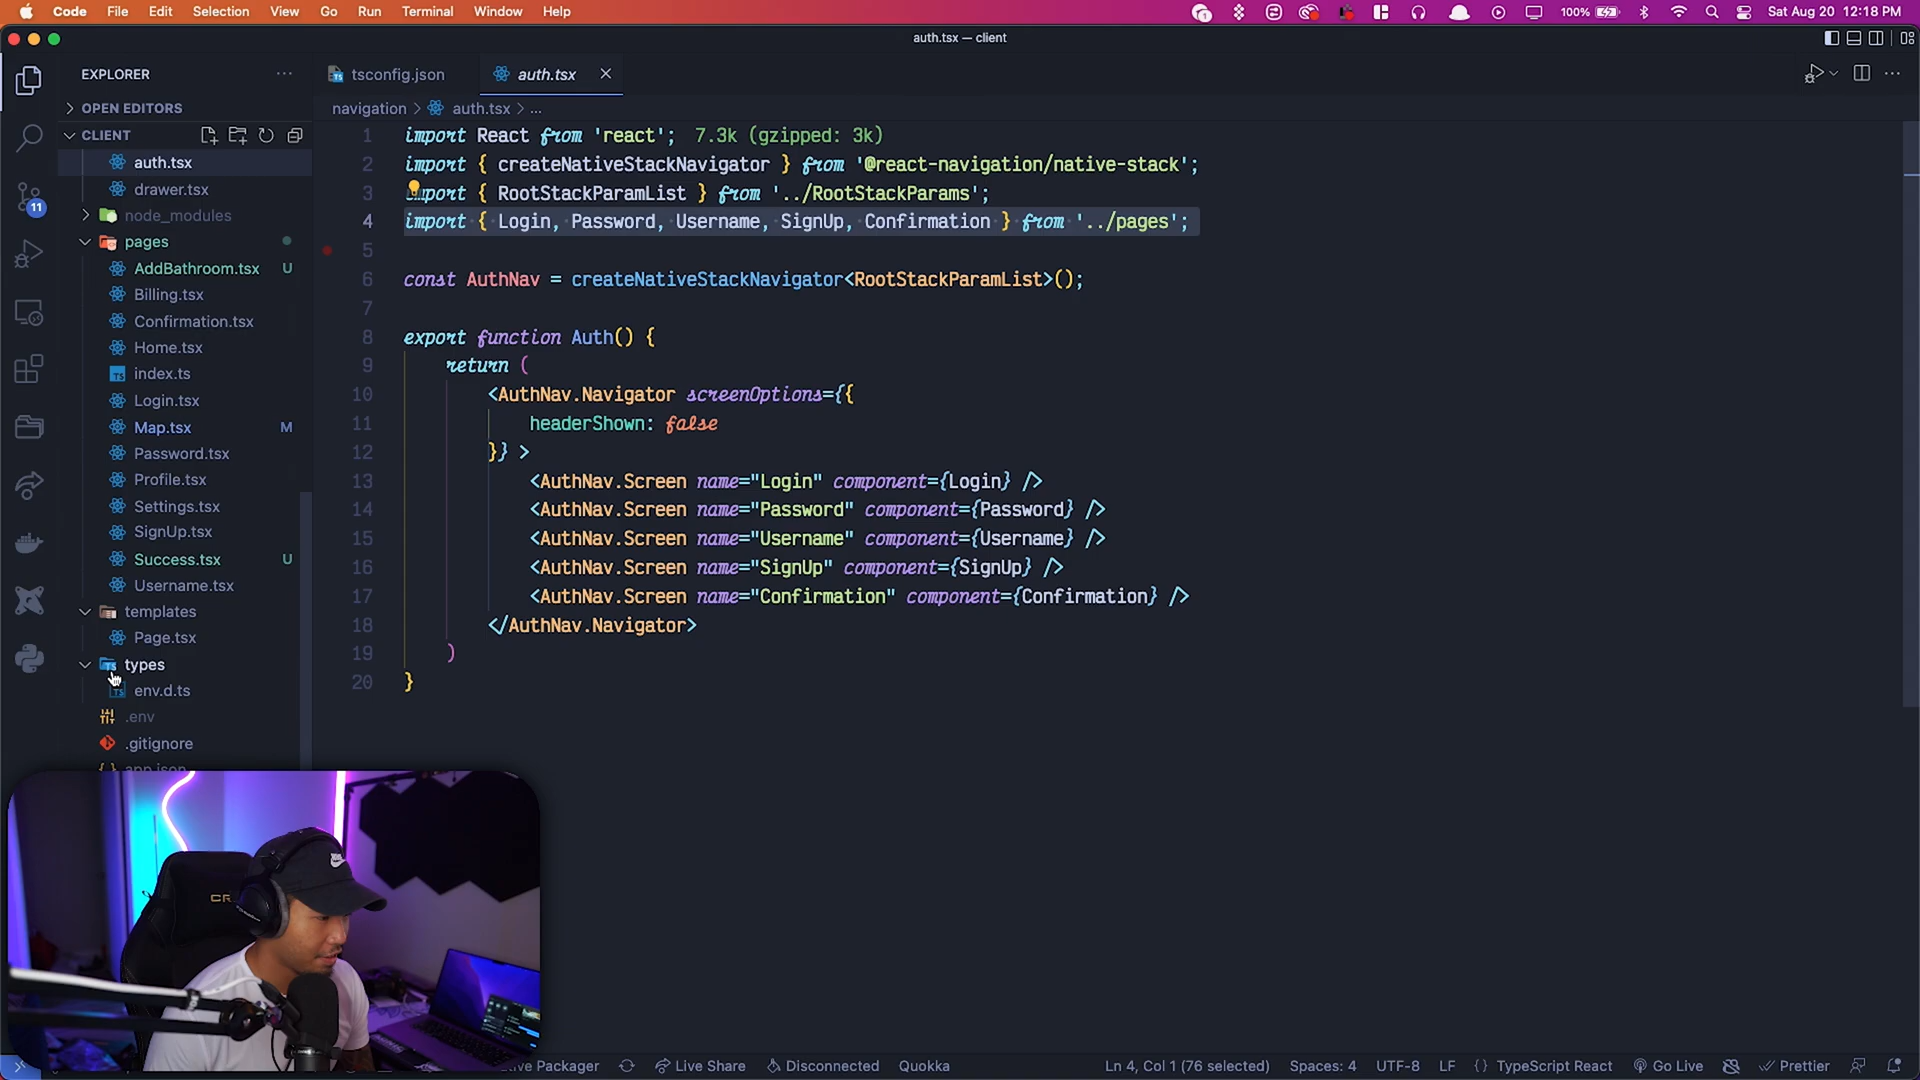 Code File Edit Selection View Go Run Terminal Window Help
1 100% Sat Aug 20 12:18 PM
auth.tsx — client
EXPLORER
OPEN EDITORS
CLIENT
auth.tsx
drawer.tsx
node_modules
pages
AddBathroom.tsx U
Billing.tsx
Confirmation.tsx
Home.tsx
index.ts
Login.tsx
Map.tsx M
Password.tsx
Profile.tsx
Settings.tsx
SignUp.tsx
Success.tsx U
Username.tsx
templates
Page.tsx
types
env.d.ts
.env
.gitignore
app.json
11
tsconfig.json auth.tsx
navigation > auth.tsx > ...
1 import React from 'react'; 7.3k (gzipped: 3k)
2 import { createNativeStackNavigator } from '@react-navigation/native-stack';
3 import { RootStackParamList } from '../RootStackParams';
4 import { Login, Password, Username, SignUp, Confirmation } from '../pages';
5
6 const AuthNav = createNativeStackNavigator<RootStackParamList>();
7
8 export function Auth() {
9 return (
10 <AuthNav.Navigator screenOptions={{
11 headerShown: false
12 }} >
13 <AuthNav.Screen name="Login" component={Login} />
14 <AuthNav.Screen name="Password" component={Password} />
15 <AuthNav.Screen name="Username" component={Username} />
16 <AuthNav.Screen name="SignUp" component={SignUp} />
17 <AuthNav.Screen name="Confirmation" component={Confirmation} />
18 </AuthNav.Navigator>
19 )
20 }
Packager Live Share Disconnected Quokka Ln 4, Col 1 (76 selected) Spaces: 4 UTF-8 LF {} TypeScript React Go Live Prettier